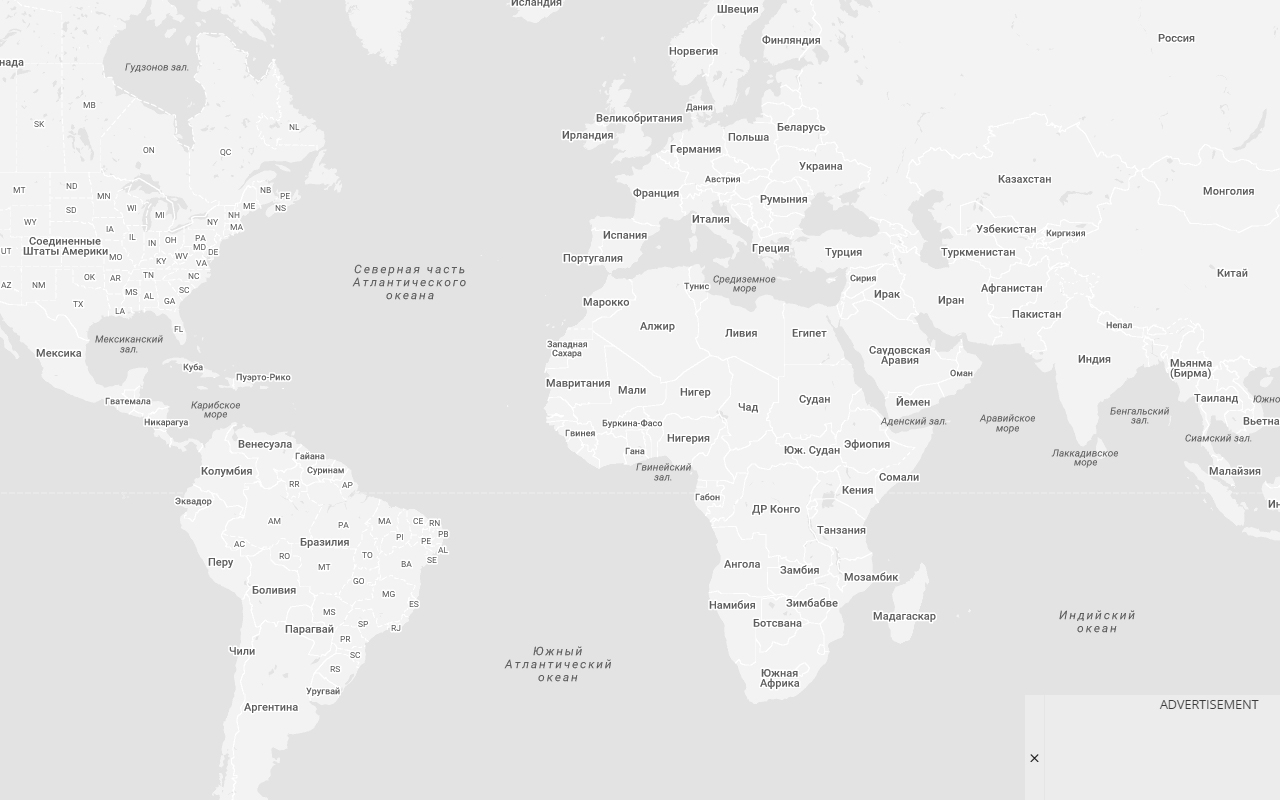 Исландия
Швеция
Финляндия
Россия
Норвегия
Гудзонов зал.
MB
SK
NL
ON
QC
Дания
Великобритания
Ирландия
Польша
Беларусь
Германия
Украина
Австрия
Казахстан
Монголия
MT
ND
MN
NB
PE
Франция
Румыния
SD
WI
MI
ME
NS
NH
WY
NY
MA
Италия
IA
IL
IN
OH
PA
MD
DE
Испания
Узбекистан
Киргизия
UT
Соединенные
Штаты Америки
MO
KY
WV
VA
Португалия
Греция
Турция
Туркменистан
Северная часть
Атлантического
океана
AZ
NM
OK
AR
TN
NC
MS
AL
GA
SC
TX
LA
FL
Тунис
Средиземное
море
Сирия
Ирак
Иран
Афганистан
Китай
Марокко
Пакистан
Алжир
Ливия
Египет
Непал
Мексиканский
зал.
Мексика
Куба
Пуэрто-Рико
Западная
Сахара
Саудовская
Аравия
Индия
Мьянма
(Бирма)
Оман
Мавритания
Мали
Нигер
Чад
Судан
Йемен
Таиланд
Гватемала
Карибское
море
Никарагуа
Аденский зал.
Аравийское
море
Бенгальский
зал.
Буркина-Фасо
Гвинея
Нигерия
Гана
Гвинейский
зал.
Юж. Судан
Эфиопия
Сиамский зал.
Лаккадивское
море
Венесуэла
Гайана
Колумбия
Суринам
RR
AP
Малайзия
Сомали
Кения
Габон
Эквадор
ДР Конго
AM
PA
MA
CE
RN
PB
PI
PE
AL
SE
AC
Бразилия
RO
TO
BA
Танзания
Перу
MT
GO
Ангола
Замбия
Мозамбик
Боливия
MG
ES
Намибия
Зимбабве
Ботсвана
Мадагаскар
Индийский
океан
MS
SP
RJ
Парагвай
PR
Чили
SC
RS
Южный
Атлантический
океан
Южная
Африка
Уругвай
Аргентина
ADVERTISEMENT